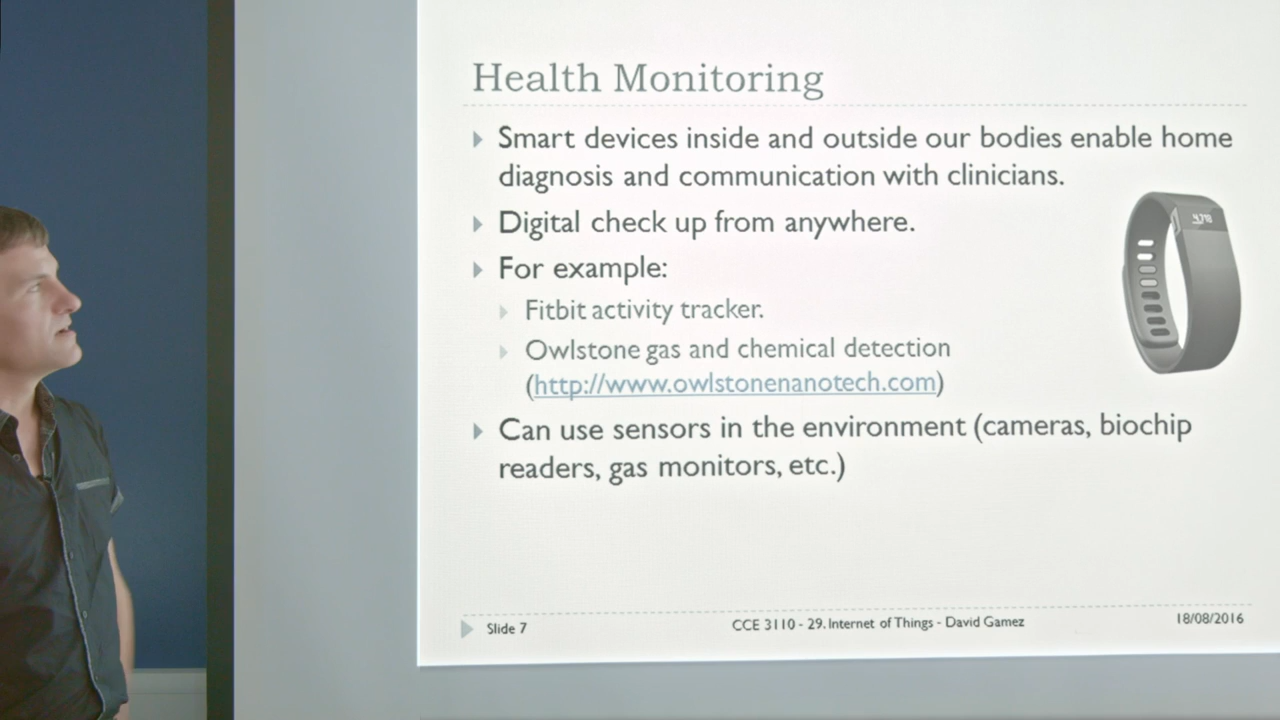 Health Monitoring
Smart devices inside and outside our bodies enable home
diagnosis and communication with clinicians.
Digital check up from anywhere.
For example:
Fitbit activity tracker.
Owlstone gas and chemical detection
(http://www.owlstonenanotech.com)
Can use sensors in the environment (cameras, biochip
readers, gas monitors, etc.)
Slide 7
CCE 3110 - 29. Internet of Things - David Gamez
18/08/2016